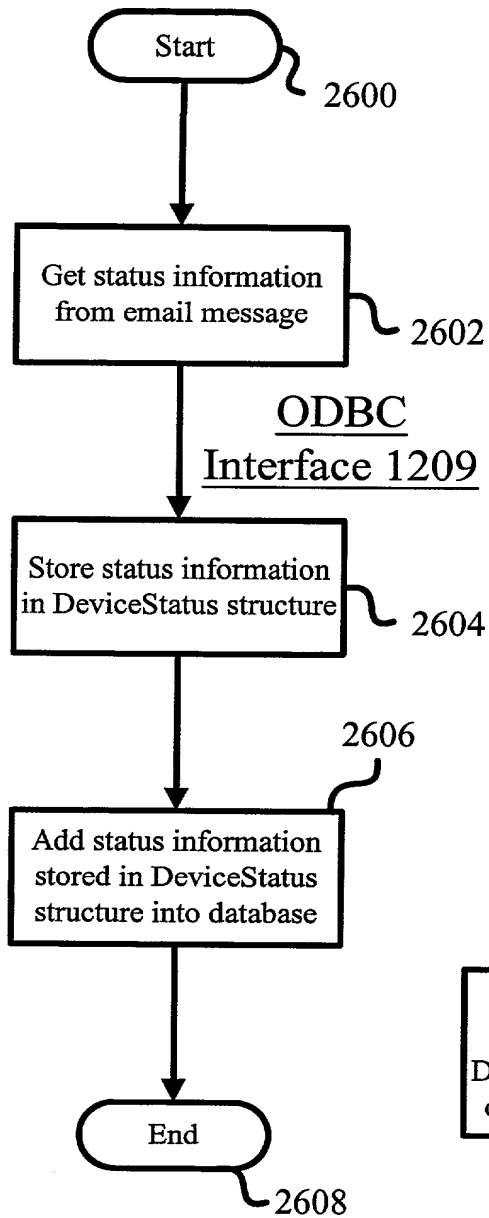 Start
2600
Get status information
from email message
2602
ODBC
Interface 1209
Store status information
in DeviceStatus structure
2604
2606
Add status information
stored in DeviceStatus
structure into database
End
2608